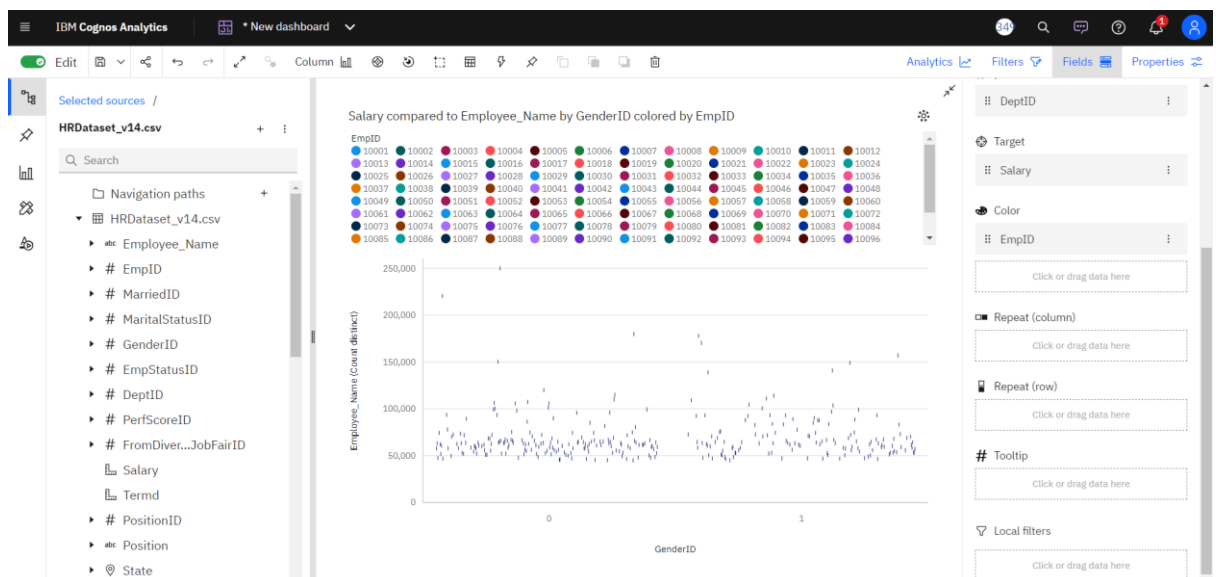 IBM Cognos Analytics
* New dashboard
1
Edit
Column
Analytics
Filters
Fields
Properties
Selected sources /
HRDataset_v14.csv
Search
Navigation paths
HRDataset_v14.csv
abc Employee_Name
# EmpID
# MarriedID
# MaritalStatusID
# GenderID
# EmpStatusID
# DeptID
# PerfScoreID
# FromDiver...JobFairID
Salary
Termd
# PositionID
abc Position
State
Salary compared to Employee_Name by GenderID colored by EmpID
EmpID
10001 10002 10003 10004 10005 10006 10007 10008 10009 10010 10011 10012
10013 10014 10015 10016 10017 10018 10019 10020 10021 10022 10023 10024
10025 10026 10027 10028 10029 10030 10031 10032 10033 10034 10035 10036
10037 10038 10039 10040 10041 10042 10043 10044 10045 10046 10047 10048
10049 10050 10051 10052 10053 10054 10055 10056 10057 10058 10059 10060
10061 10062 10063 10064 10065 10066 10067 10068 10069 10070 10071 10072
10073 10074 10075 10076 10077 10078 10079 10080 10081 10082 10083 10084
10085 10086 10087 10088 10089 10090 10091 10092 10093 10094 10095 10096
Employee_Name (Count distinct)
250,000
200,000
150,000
100,000
50,000
0
0
1
GenderID
DeptID
Target
Salary
Color
EmpID
Click or drag data here
Repeat (column)
Click or drag data here
Repeat (row)
Click or drag data here
# Tooltip
Click or drag data here
Local filters
Click or drag data here